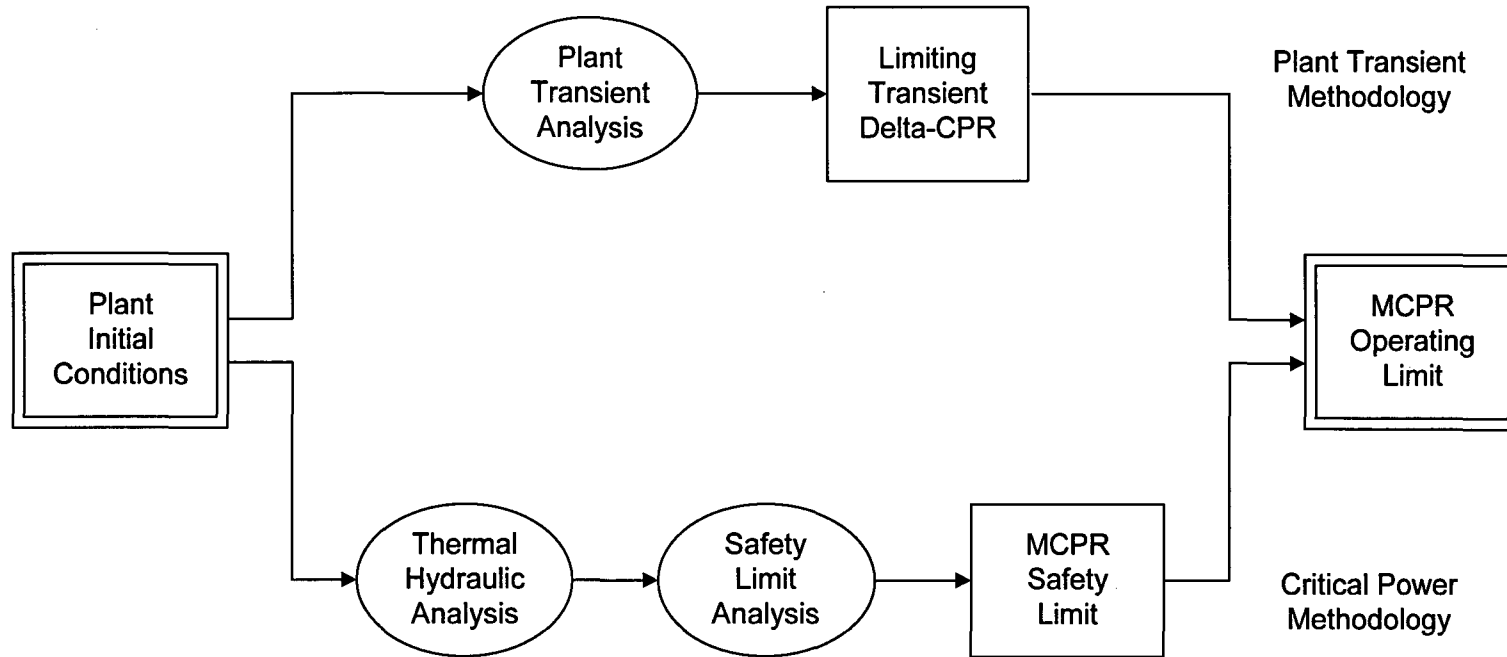 Plant
Transient
Analysis
Limiting
Transient
Delta-CPR
Plant Transient
Methodology
Plant
Initial
Conditions
MCPR
Operating
Limit
Thermal
Hydraulic
Analysis
Safety
Limit
Analysis
MCPR
Safety
Limit
Critical Power
Methodology